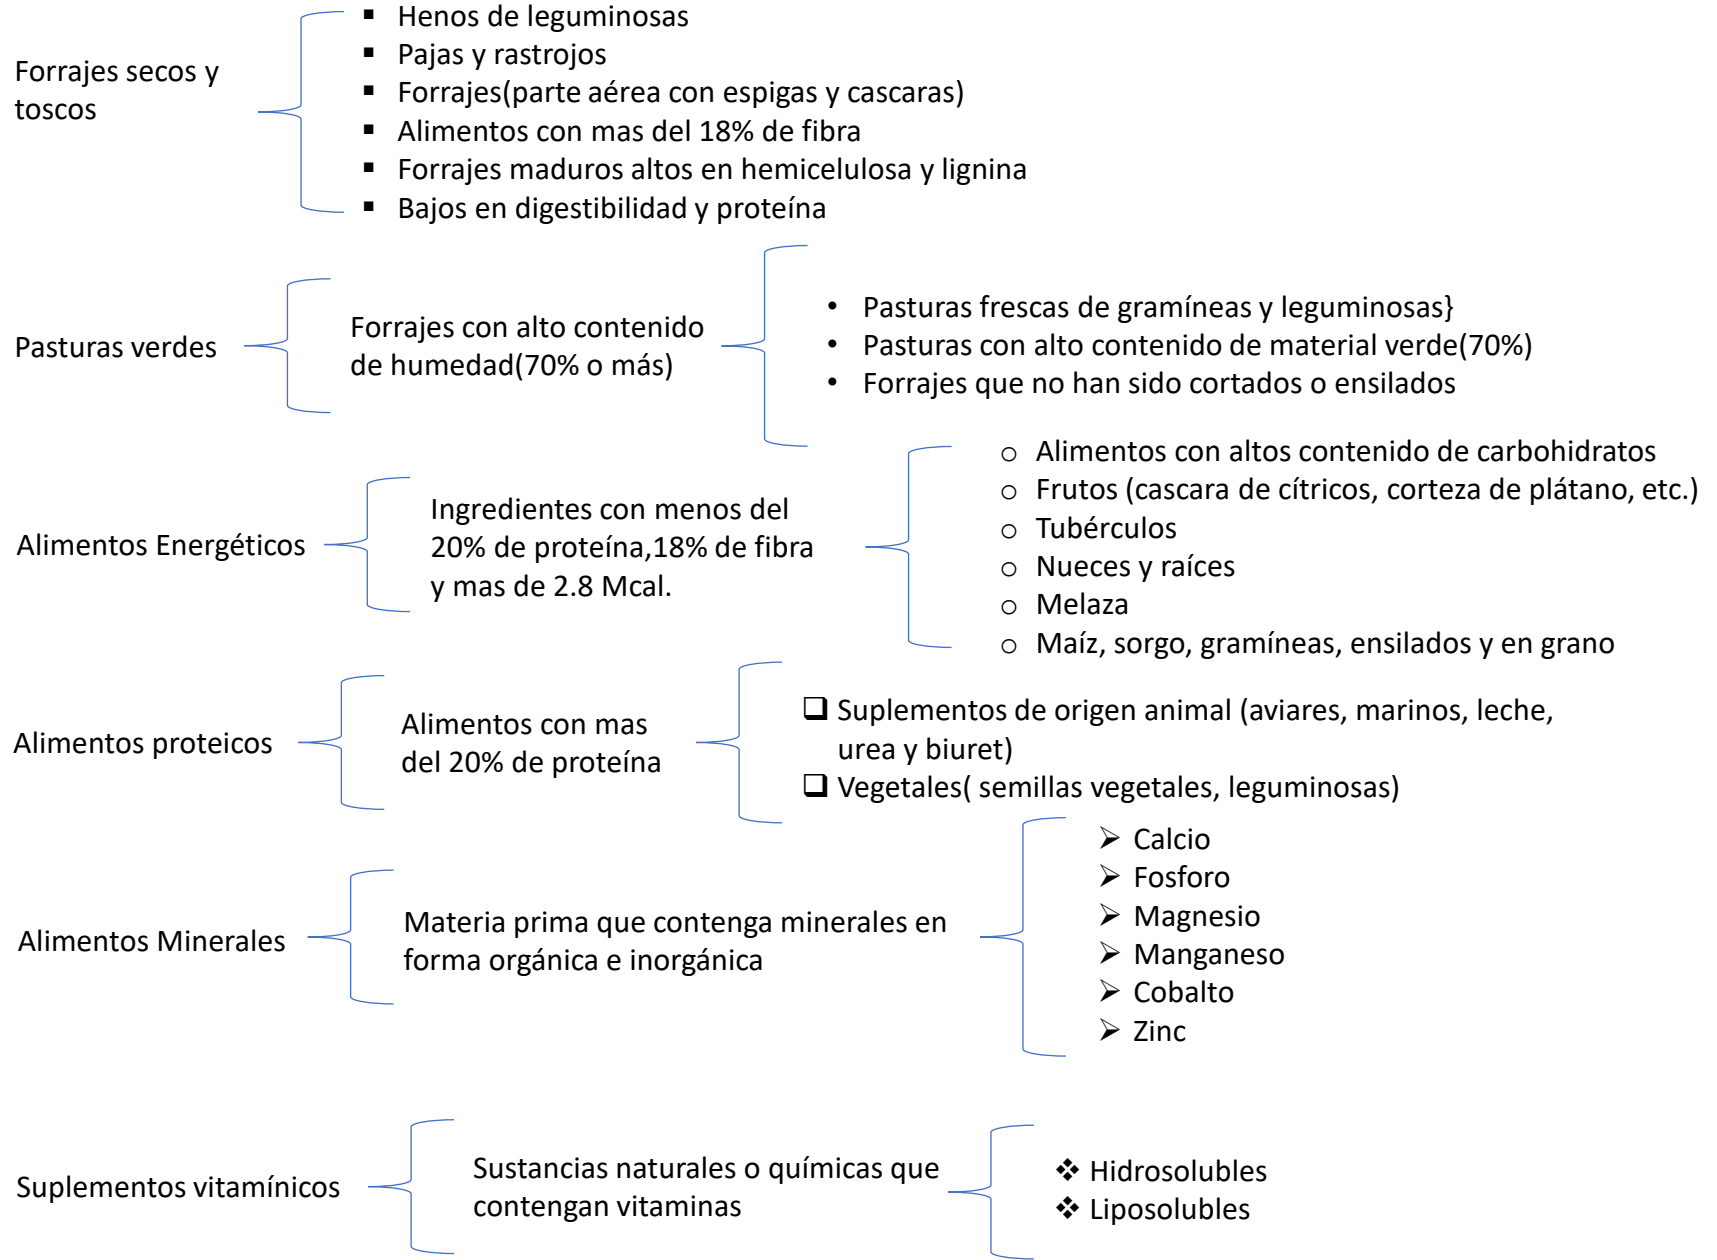 Forrajes secos y
toscos
▪ Henos de leguminosas
▪ Pajas y rastrojos
▪ Forrajes(parte aérea con espigas y cascaras)
▪ Alimentos con mas del 18% de fibra
▪ Forrajes maduros altos en hemicelulosa y lignina
▪ Bajos en digestibilidad y proteína
Pasturas verdes
Forrajes con alto contenido
de humedad(70% o más)
• Pasturas frescas de gramíneas y leguminosas}
• Pasturas con alto contenido de material verde(70%)
• Forrajes que no han sido cortados o ensilados
Alimentos Energéticos
Ingredientes con menos del
20% de proteína,18% de fibra
y mas de 2.8 Mcal.
o Alimentos con altos contenido de carbohidratos
o Frutos (cascara de cítricos, corteza de plátano, etc.)
o Tubérculos
o Nueces y raíces
o Melaza
o Maíz, sorgo, gramíneas, ensilados y en grano
Alimentos proteicos
Alimentos con mas
del 20% de proteína
❑ Suplementos de origen animal (aviares, marinos, leche,
urea y biuret)
❑ Vegetales( semillas vegetales, leguminosas)
Alimentos Minerales
Materia prima que contenga minerales en
forma orgánica e inorgánica
➢ Calcio
➢ Fosforo
➢ Magnesio
➢ Manganeso
➢ Cobalto
➢ Zinc
Suplementos vitamínicos
Sustancias naturales o químicas que
contengan vitaminas
❖ Hidrosolubles
❖ Liposolubles